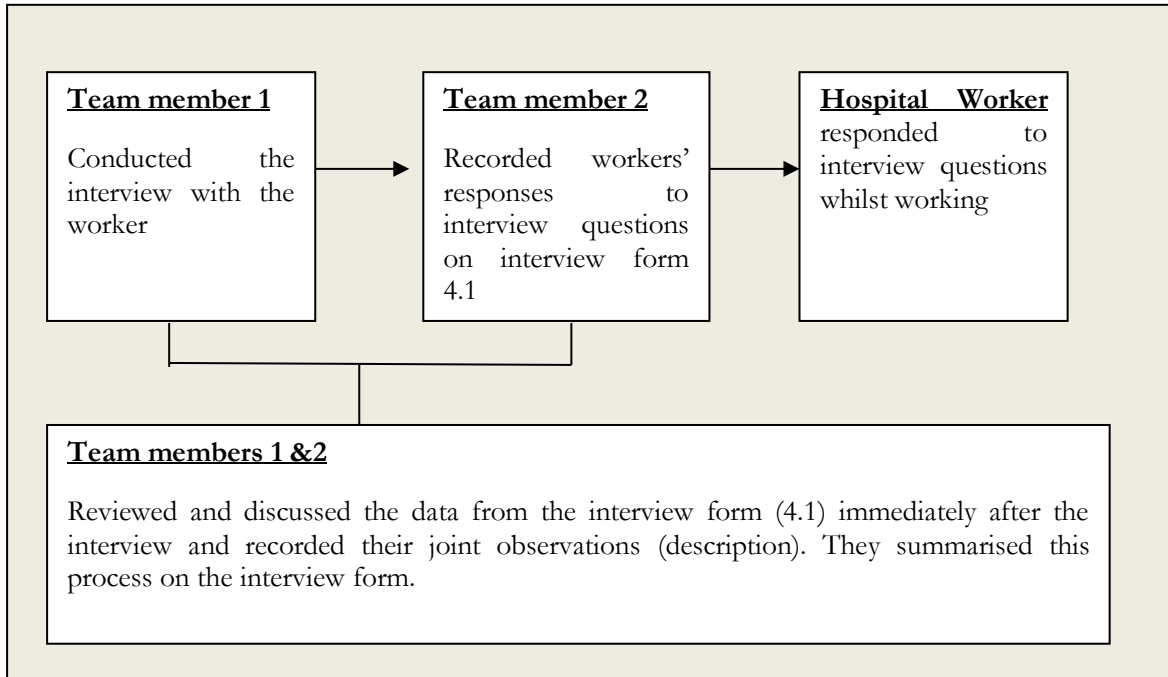 Team member 1
Conducted the
interview with the
worker
Team member 2
Recorded workers’
responses to
interview questions
on interview form
4.1
Hospital Worker
responded to
interview questions
whilst working
Team members 1 &2
Reviewed and discussed the data from the interview form (4.1) immediately after the
interview and recorded their joint observations (description). They summarised this
process on the interview form.